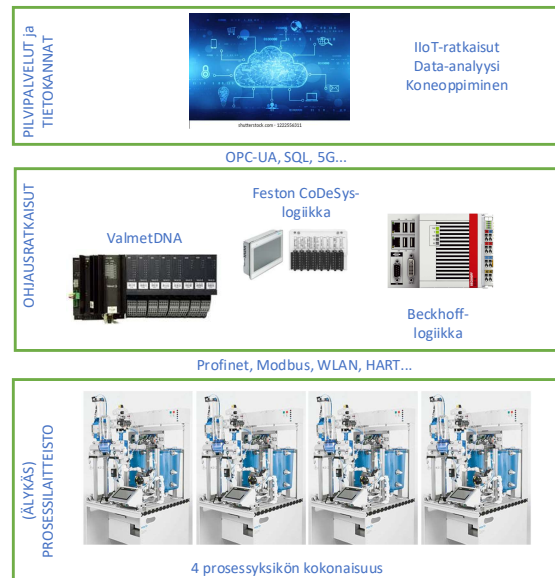 PILVIPALVELUT ja
TIETOKANNAT
IIoT-ratkaisut
Data-analyysi
Koneoppiminen
shutterstock.com · 1222556011
OPC-UA, SQL, 5G...
OHJAUSRATKAISUT
ValmetDNA
Feston CoDeSys-
logiikka
Beckhoff-
logiikka
Profinet, Modbus, WLAN, HART...
(ÄLYKÄS)
PROSESSILAITTEISTO
4 prosessyksikön kokonaisuus